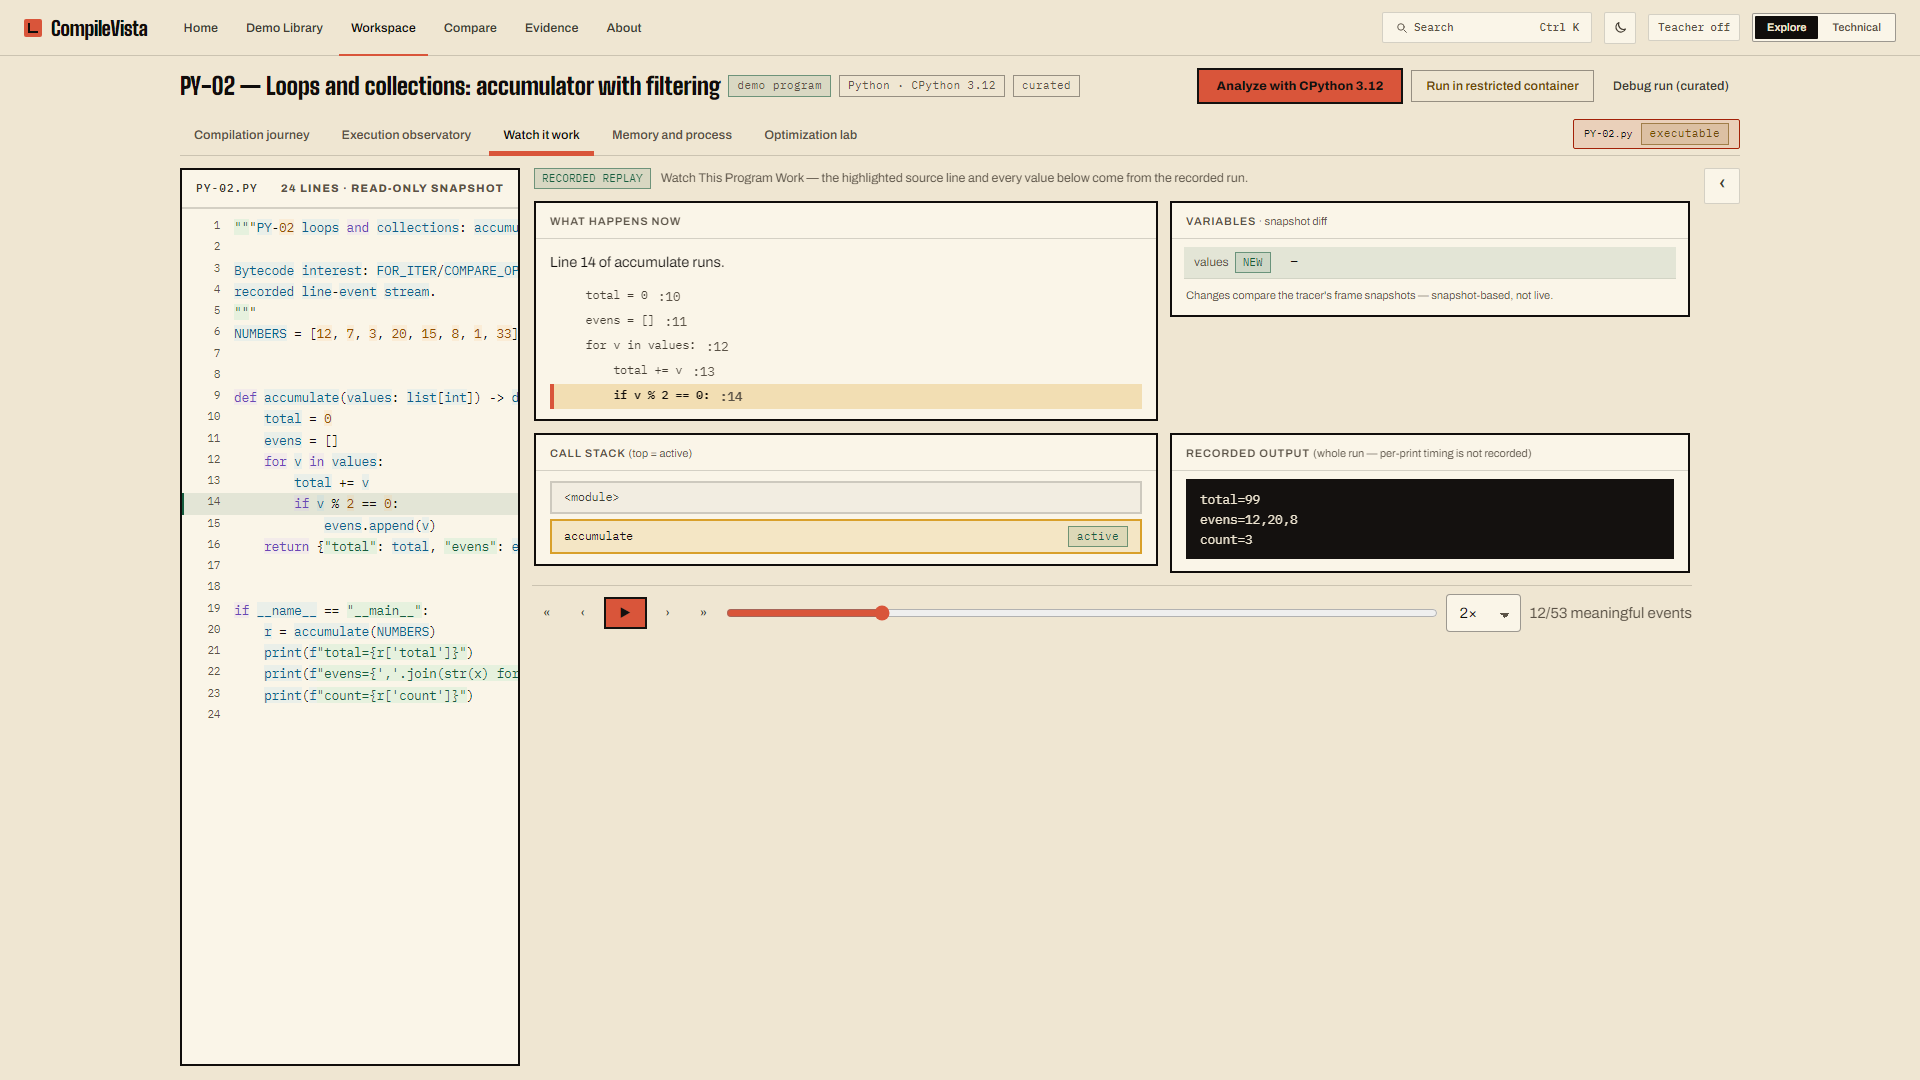 CompileVista Home Demo Library Workspace Compare Evidence About Search Ctrl K Teacher off Explore Technical
PY-02 — Loops and collections: accumulator with filtering demo program Python · CPython 3.12 curated Analyze with CPython 3.12 Run in restricted container Debug run (curated)
Compilation journey Execution observatory Watch it work Memory and process Optimization lab PY-02.py executable
PY-02.PY 24 LINES · READ-ONLY SNAPSHOT
1 """PY-02 loops and collections: accumu
2
3 Bytecode interest: FOR_ITER/COMPARE_OP
4 recorded line-event stream.
5 """
6 NUMBERS = [12, 7, 3, 20, 15, 8, 1, 33]
7
8
9 def accumulate(values: list[int]) -> d
10 total = 0
11 evens = []
12 for v in values:
13 total += v
14 if v % 2 == 0:
15 evens.append(v)
16 return {"total": total, "evens": e
17
18
19 if __name__ == "__main__":
20 r = accumulate(NUMBERS)
21 print(f"total={r['total']}")
22 print(f"evens={','.join(str(x) for
23 print(f"count={r['count']}")
24
RECORDED REPLAY Watch This Program Work — the highlighted source line and every value below come from the recorded run.
‹
WHAT HAPPENS NOW
Line 14 of accumulate runs.
total = 0 :10
evens = [] :11
for v in values: :12
total += v :13
if v % 2 == 0: :14
VARIABLES · snapshot diff
values NEW —
Changes compare the tracer's frame snapshots — snapshot-based, not live.
CALL STACK (top = active)
<module>
accumulate active
RECORDED OUTPUT (whole run — per-print timing is not recorded)
total=99
evens=12,20,8
count=3
« ‹ ▶ › » 2× 12/53 meaningful events